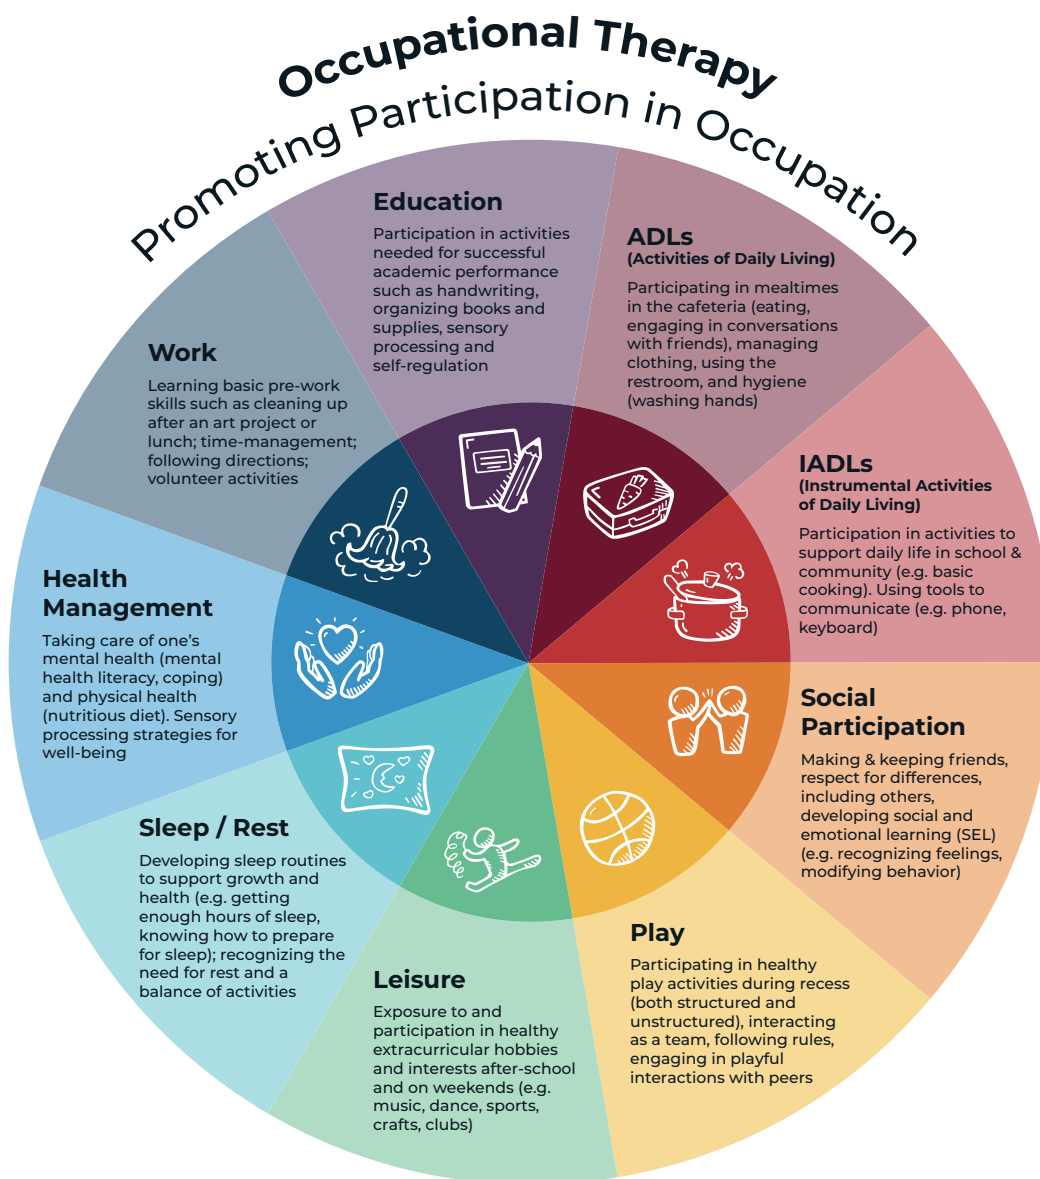 Occupational Therapy
Promoting Participation in Occupation
Education
Participation in activities
needed for successful
academic performance
such as handwriting,
organizing books and
supplies, sensory
processing and
self-regulation
ADLs
(Activities of Daily Living)
Participating in mealtimes
in the cafeteria (eating,
engaging in conversations
with friends), managing
clothing, using the
restroom, and hygiene
(washing hands)
IADLs
(Instrumental Activities
of Daily Living)
Participation in activities to
support daily life in school &
community (e.g. basic
cooking). Using tools to
communicate (e.g. phone,
keyboard)
Social
Participation
Making & keeping friends,
respect for differences,
including others,
developing social and
emotional learning (SEL)
(e.g. recognizing feelings,
modifying behavior)
Play
Participating in healthy
play activities during recess
(both structured and
unstructured), interacting
as a team, following rules,
engaging in playful
interactions with peers
Leisure
Exposure to and
participation in healthy
extracurricular hobbies
and interests after-school
and on weekends (e.g.
music, dance, sports,
crafts, clubs)
Sleep / Rest
Developing sleep routines
to support growth and
health (e.g. getting
enough hours of sleep,
knowing how to prepare
for sleep); recognizing the
need for rest and a
balance of activities
Health
Management
Taking care of one's
mental health (mental
health literacy, coping)
and physical health
(nutritious diet). Sensory
processing strategies for
well-being
Work
Learning basic pre-work
skills such as cleaning up
after an art project or
lunch; time-management;
following directions;
volunteer activities